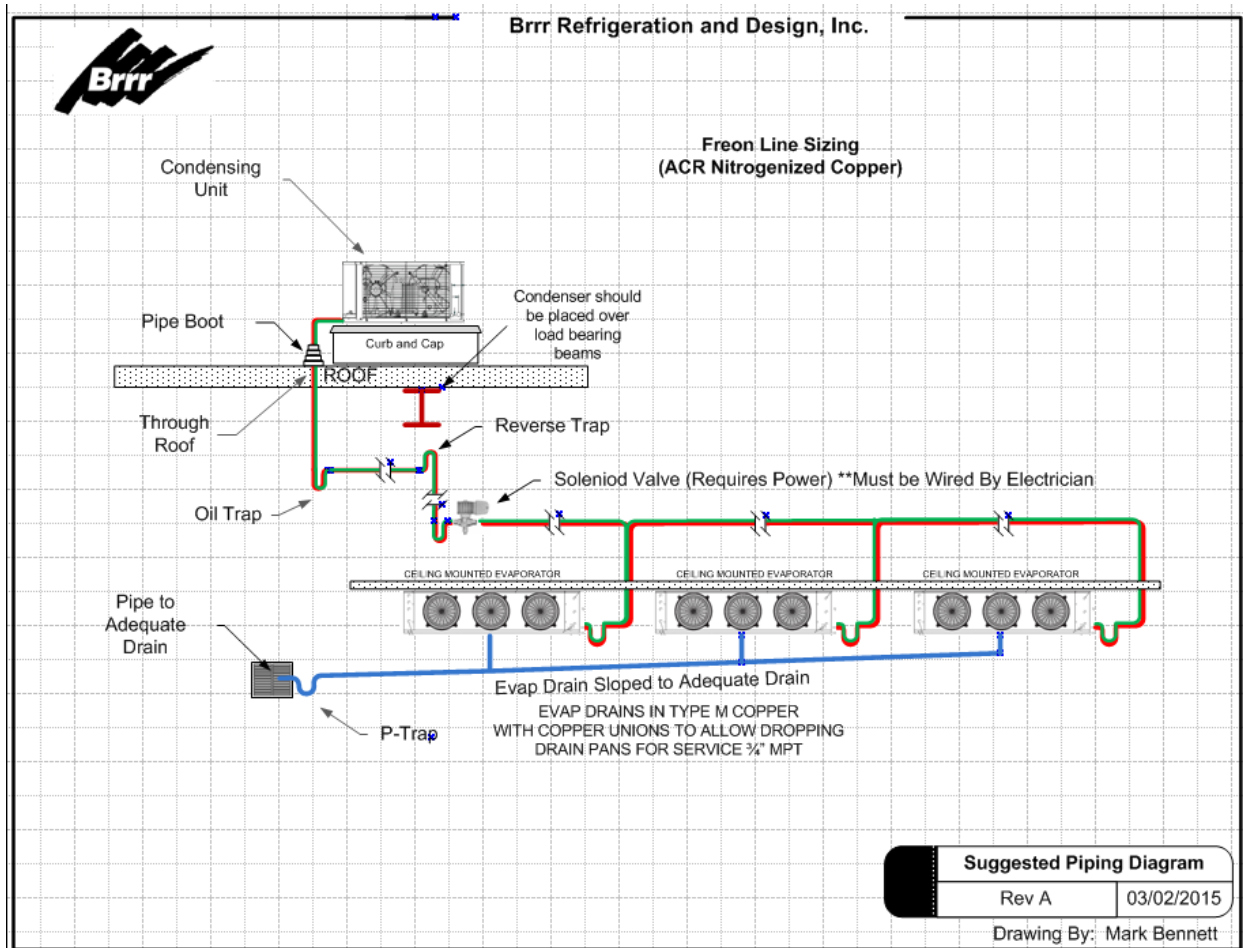 Brrr Refrigeration and Design, Inc.
Brrr
Freon Line Sizing
(ACR Nitrogenized Copper)
Condensing
Unit
Condenser should
be placed over
load bearing
beams
Pipe Boot
Curb and Cap
ROOF
Through
Roof
Reverse Trap
Soleniod Valve (Requires Power) **Must be Wired By Electrician
Oil Trap
CEILING MOUNTED EVAPORATOR
CEILING MOUNTED EVAPORATOR
CEILING MOUNTED EVAPORATOR
Pipe to
Adequate
Drain
Evap Drain Sloped to Adequate Drain
P-Trap
EVAP DRAINS IN TYPE M COPPER
WITH COPPER UNIONS TO ALLOW DROPPING
DRAIN PANS FOR SERVICE ¾" MPT
Suggested Piping Diagram
Rev A
03/02/2015
Drawing By: Mark Bennett